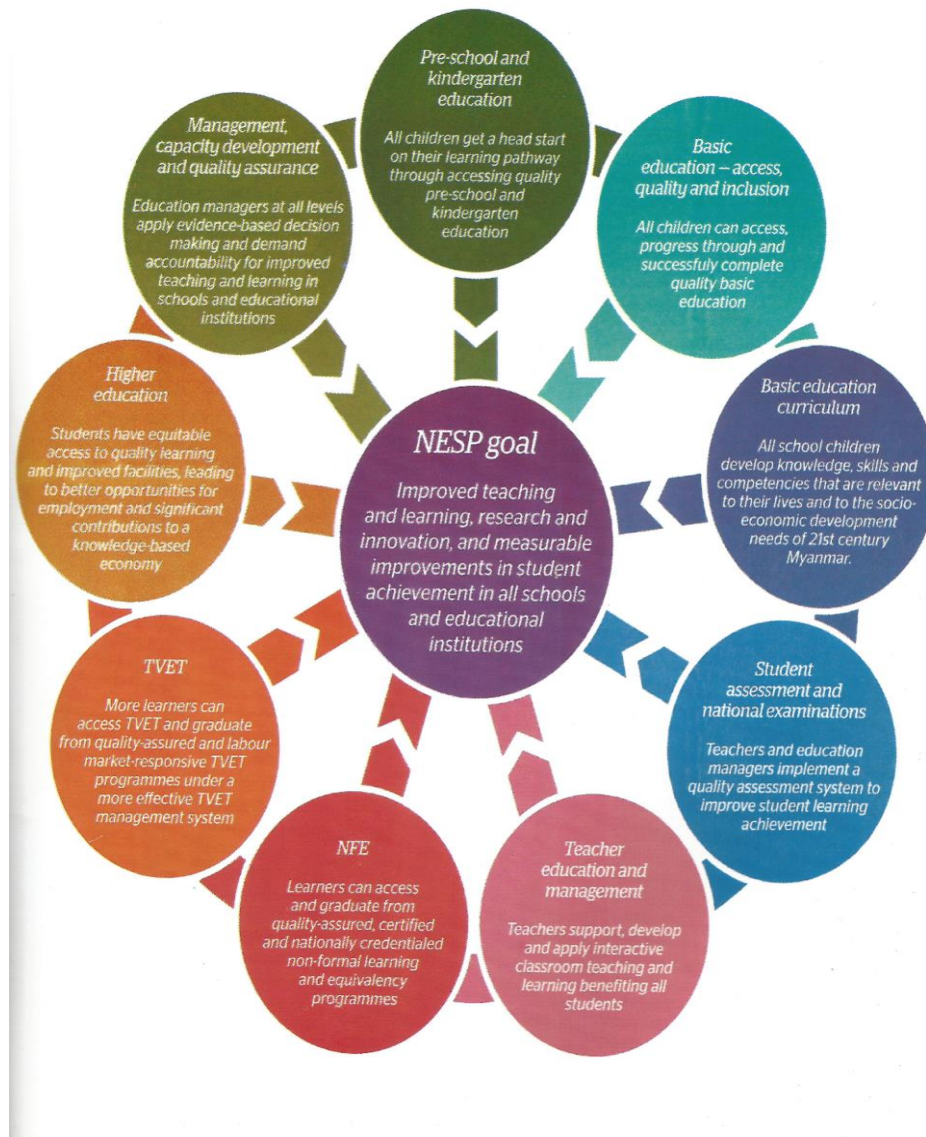 Pre-school and
kindergarten
education
All children get a head start
on their learning pathway
through accessing quality
pre-school and
kindergarten
education
Basic
education – access,
quality and inclusion
All children can access,
progress through and
successfuly complete
quality basic
education
Basic education
curriculum
All school children
develop knowledge, skills and
competencies that are relevant
to their lives and to the socio-
economic development
needs of 21st century
Myanmar.
Student
assessment and
national examinations
Teachers and education
managers implement a
quality assessment system to
improve student learning
achievement
Teacher
education and
management
Teachers support, develop
and apply interactive
classroom teaching and
learning benefiting all
students
NFE
Learners can access
and graduate from
quality-assured, certified
and nationally credentialed
non-formal learning
and equivalency
programmes
TVET
More learners can
access TVET and graduate
from quality-assured and labour
market-responsive TVET
programmes under a
more effective TVET
management system
Higher
education
Students have equitable
access to quality learning
and improved facilities, leading
to better opportunities for
employment and significant
contributions to a
knowledge-based
economy
Management,
capacity development
and quality assurance
Education managers at all levels
apply evidence-based decision
making and demand
accountability for improved
teaching and learning in
schools and educational
institutions
NESP goal
Improved teaching
and learning, research and
innovation, and measurable
improvements in student
achievement in all schools
and educational
institutions